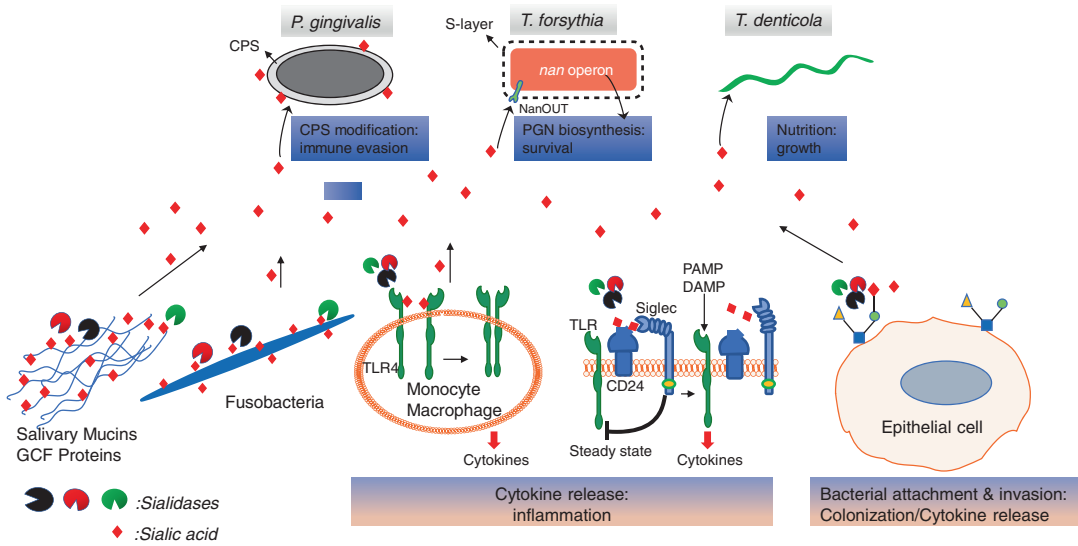 P. gingivalis
T. forsythia
T. denticola
CPS
S-layer
nan operon
NanOUT
CPS modification:
immune evasion
PGN biosynthesis:
survival
Nutrition:
growth
PAMP
DAMP
Siglec
TLR
TLR4
CD24
Monocyte
Macrophage
Fusobacteria
Salivary Mucins
GCF Proteins
Steady state
Cytokines
Cytokines
Epithelial cell
:Sialidases
:Sialic acid
Cytokine release:
inflammation
Bacterial attachment & invasion:
Colonization/Cytokine release